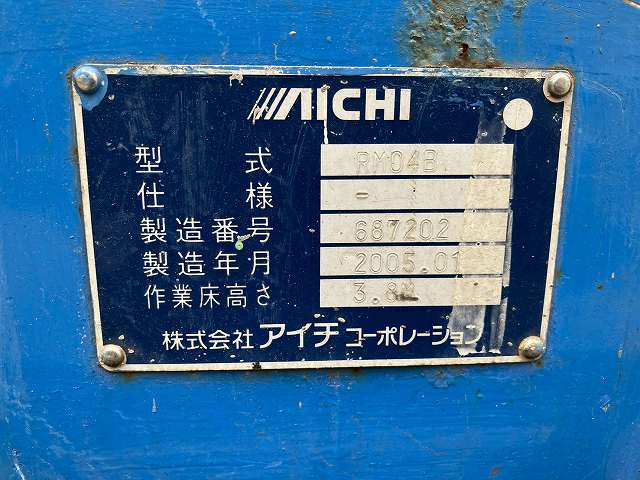 AICHI
型式 RM04B
仕様 -
製造番号 687202
製造年月 2005.01
作業床高さ 3.8M
株式会社アイチコーポレーション